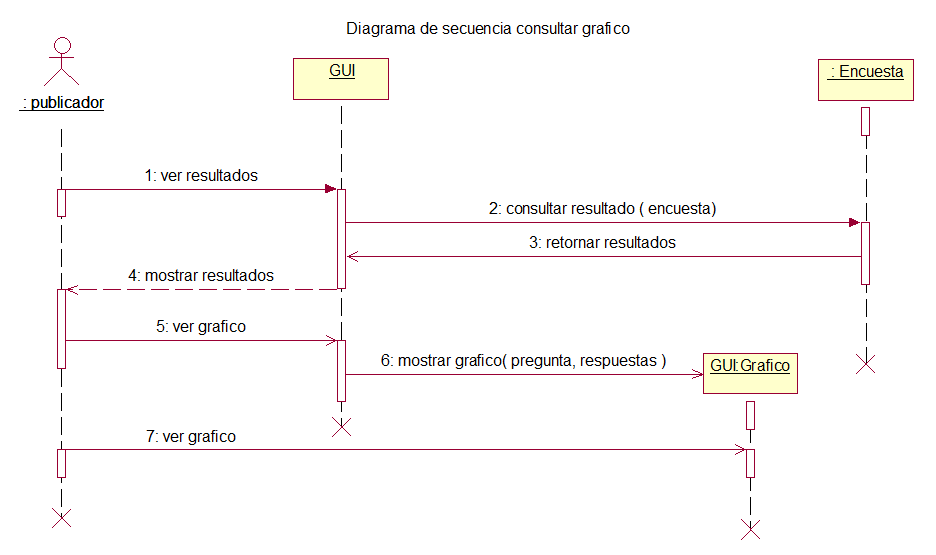 Diagrama de secuencia consultar grafico
: publicador
GUI
: Encuesta
1: ver resultados
2: consultar resultado ( encuesta)
3: retornar resultados
4: mostrar resultados
5: ver grafico
6: mostrar grafico( pregunta, respuestas )
GUI:Grafico
7: ver grafico